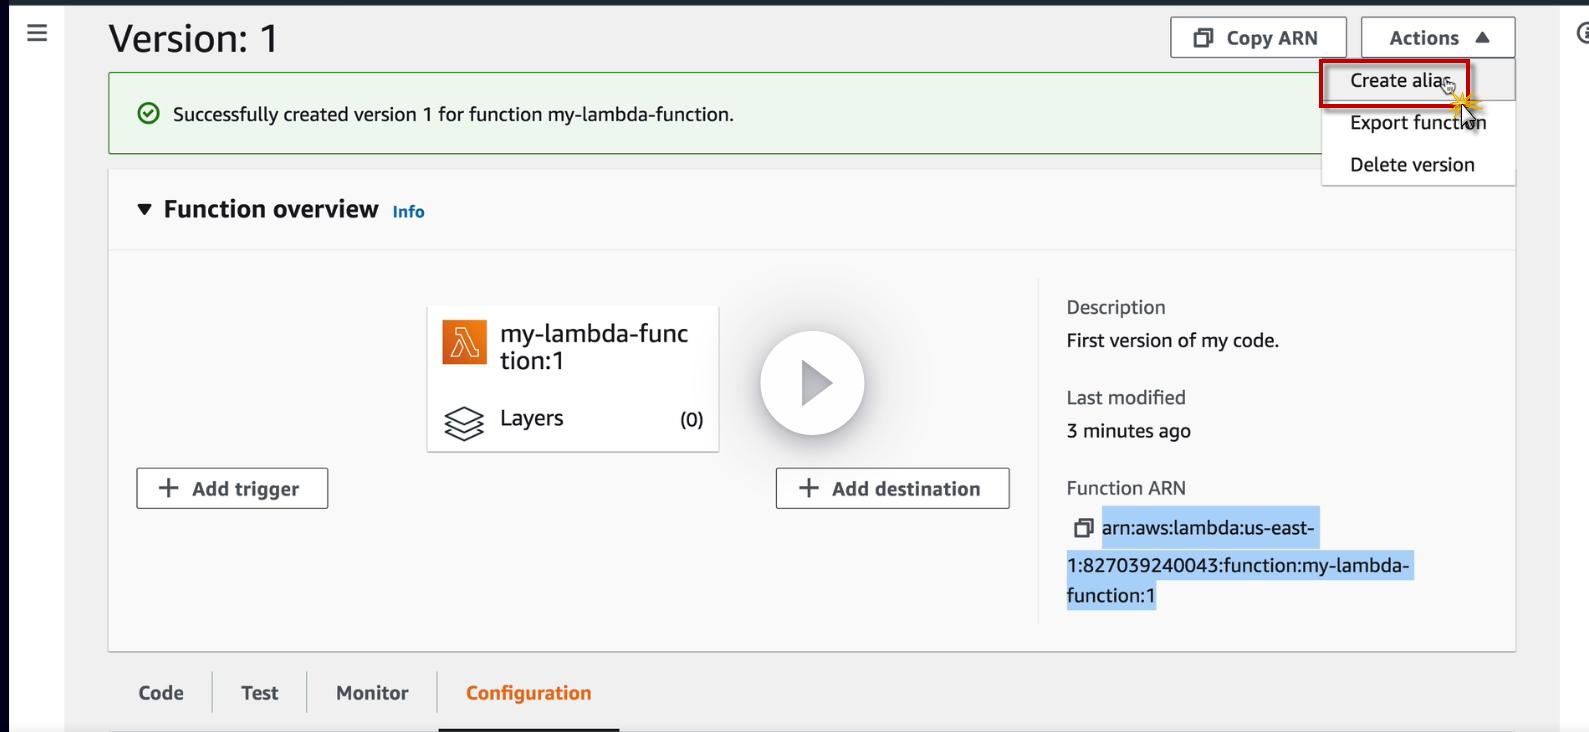 Version: 1
Copy ARN
Actions
Create alias
Export function
Delete version
Successfully created version 1 for function my-lambda-function.
Function overview Info
my-lambda-func
tion:1
Layers (0)
Add trigger
Add destination
Description
First version of my code.
Last modified
3 minutes ago
Function ARN
arn:aws:lambda:us-east-
1:827039240043:function:my-lambda-
function:1
Code Test Monitor Configuration